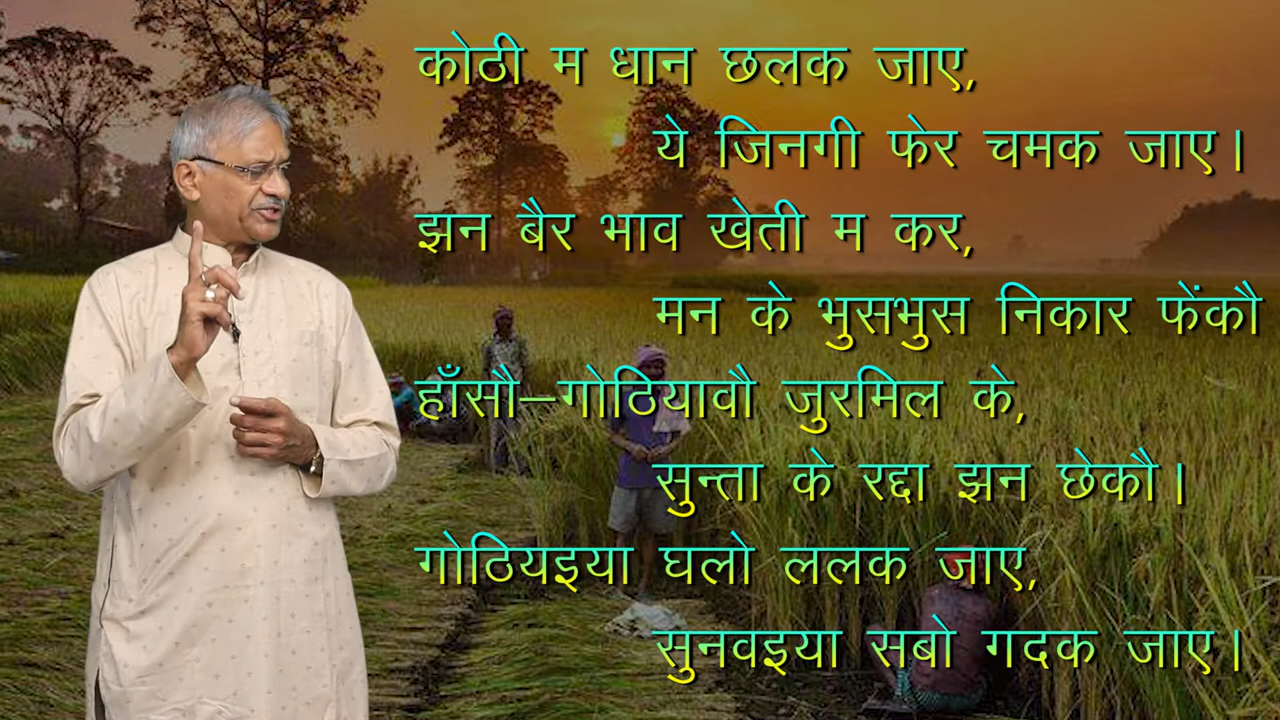 कोठी म धान छलक जाए,
ये जिनगी फेर चमक जाए।
झन बैर भाव खेती म कर,
मन के भुसभुस निकार फेंकौ
हाँसौ–गोठियावौ जुरमिल के,
सुन्ता के रद्दा झन छेकौ।
गोठियइया घलो ललक जाए,
सुनवइया सबो गदक जाए।